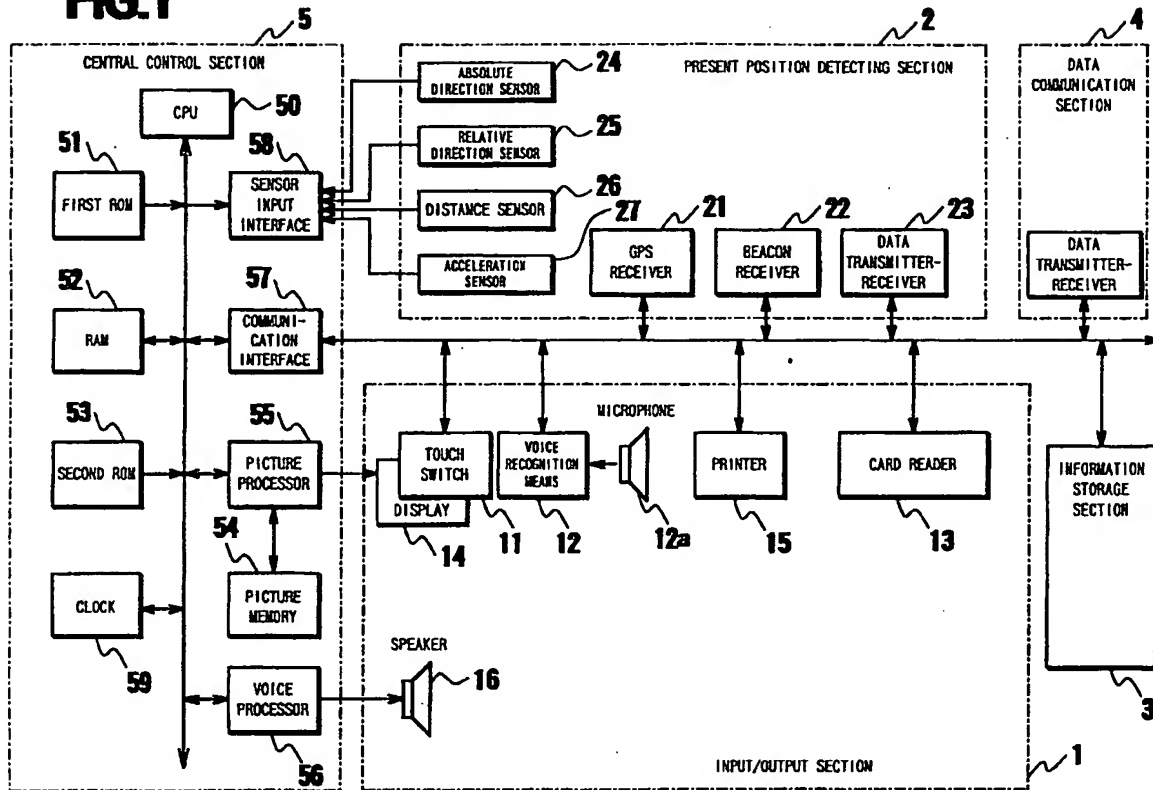 FIG.1
5
CENTRAL CONTROL SECTION
CPU
50
51
FIRST ROM
58
SENSOR
INPUT
INTERFACE
52
RAM
57
COMMUNI-
CATION
INTERFACE
53
SECOND ROM
55
PICTURE
PROCESSOR
54
PICTURE
MEMORY
CLOCK
59
VOICE
PROCESSOR
56
2
PRESENT POSITION DETECTING SECTION
ABSOLUTE
DIRECTION SENSOR
24
RELATIVE
DIRECTION SENSOR
25
DISTANCE SENSOR
26
ACCELERATION
SENSOR
27
GPS
RECEIVER
21
BEACON
RECEIVER
22
DATA
TRANSMITTER-
RECEIVER
23
4
DATA
COMMUNICATION
SECTION
DATA
TRANSMITTER-
RECEIVER
TOUCH
SWITCH
DISPLAY
14
11
VOICE
RECOGNITION
MEANS
12
MICROPHONE
12a
PRINTER
15
CARD READER
13
INFORMATION
STORAGE
SECTION
3
SPEAKER
16
INPUT/OUTPUT SECTION
1